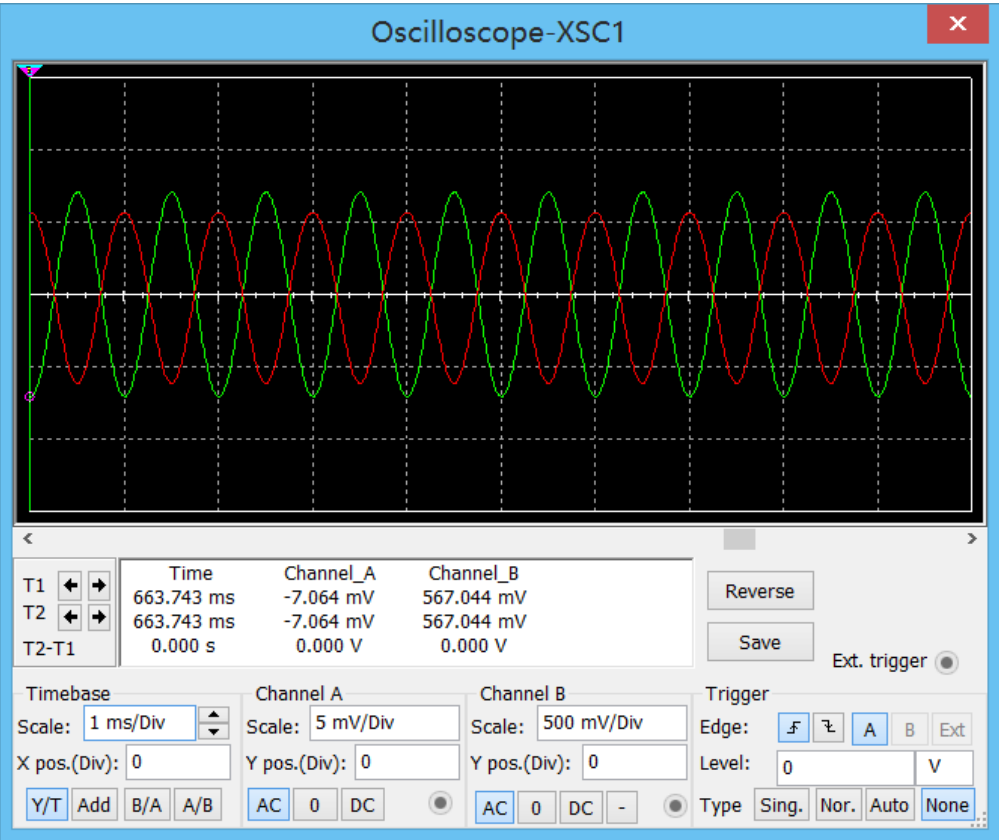 Oscilloscope-XSC1
Time Channel_A Channel_B
T1 663.743 ms -7.064 mV 567.044 mV
T2 663.743 ms -7.064 mV 567.044 mV
T2-T1 0.000 s 0.000 V 0.000 V
Reverse
Save
Ext. trigger
Timebase Channel A Channel B Trigger
Scale: 1 ms/Div Scale: 5 mV/Div Scale: 500 mV/Div Edge: A B Ext
X pos.(Div): 0 Y pos.(Div): 0 Y pos.(Div): 0 Level: 0 V
Y/T Add B/A A/B AC 0 DC AC 0 DC - Type Sing. Nor. Auto None